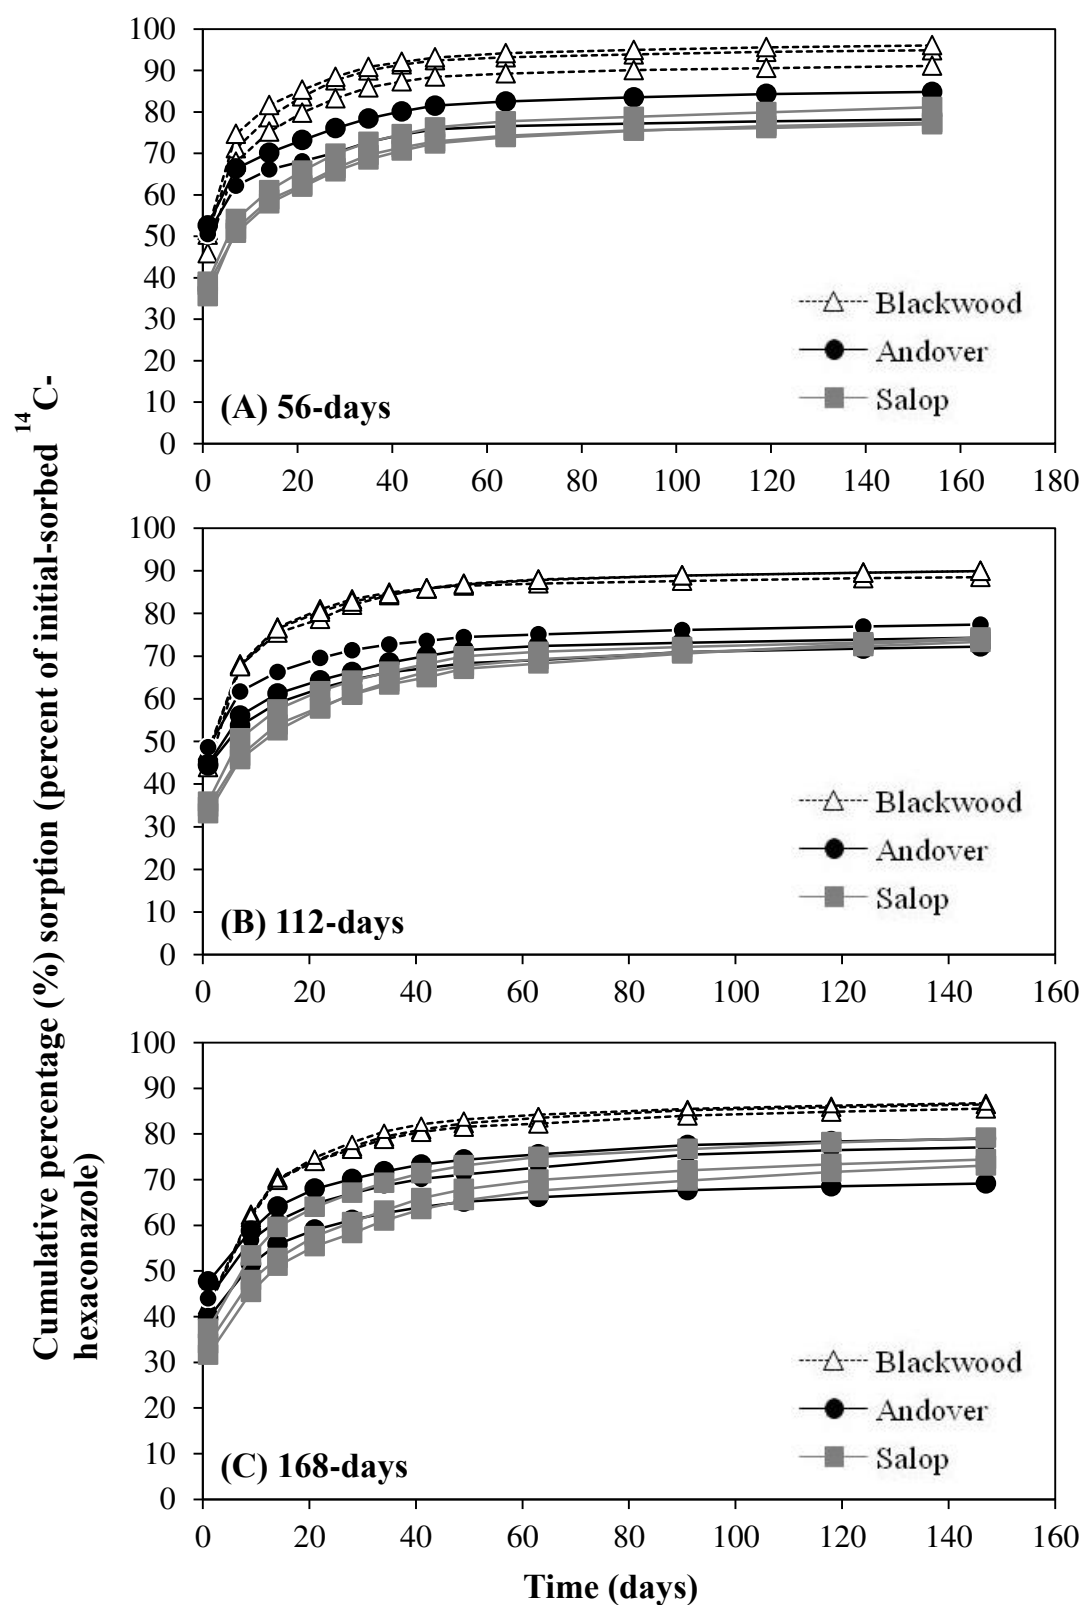 Cumulative percentage (%) sorption (percent of initial-sorbed ¹⁴C-
hexaconazole)
100
90
80
70
60
50
40
30
20
10
0
Blackwood
Andover
Salop
(A) 56-days
0 20 40 60 80 100 120 140 160 180
100
90
80
70
60
50
40
30
20
10
0
Blackwood
Andover
Salop
(B) 112-days
0 20 40 60 80 100 120 140 160
100
90
80
70
60
50
40
30
20
10
0
Blackwood
Andover
Salop
(C) 168-days
0 20 40 60 80 100 120 140 160
Time (days)